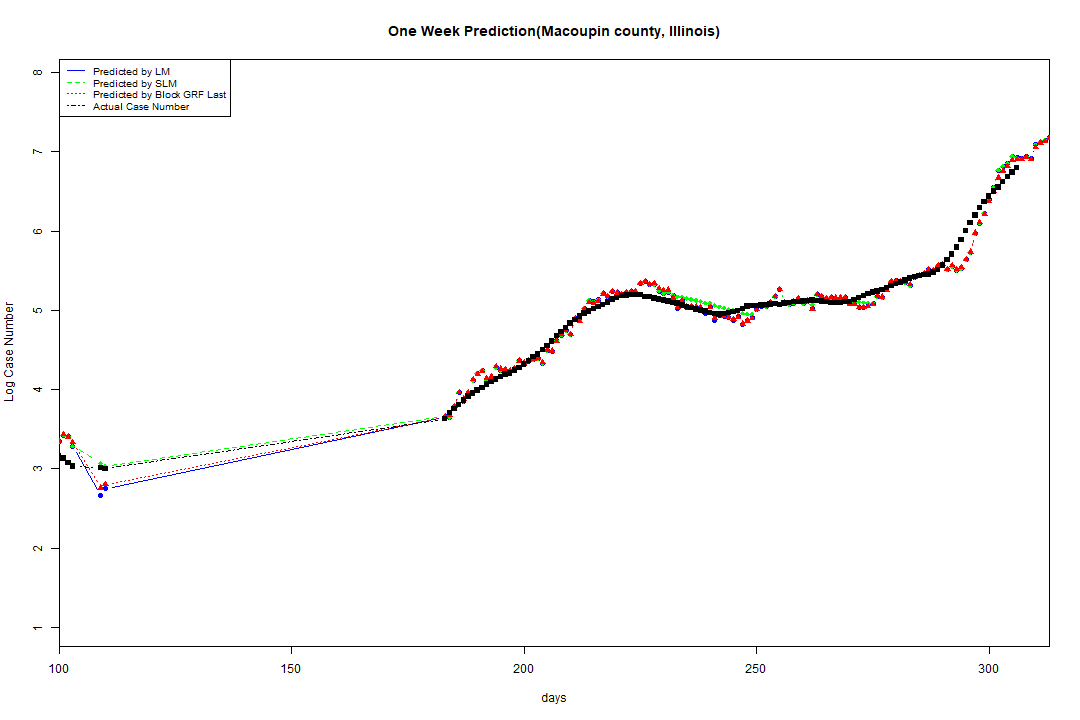 One Week Prediction(Macoupin county, Illinois)
Predicted by LM
Predicted by SLM
Predicted by Block GRF Last
Actual Case Number
Log Case Number
8
7
6
5
4
3
2
1
100 150 200 250 300
days